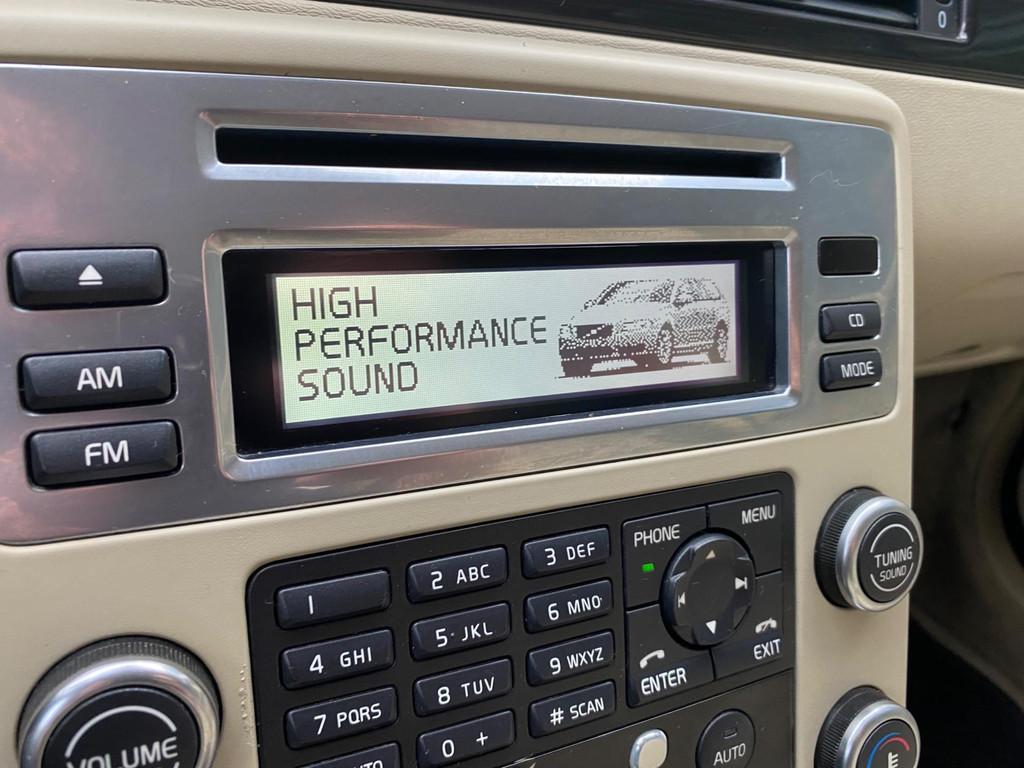 0
CD
MODE
HIGH
PERFORMANCE
SOUND
AM
FM
1
2 ABC
3 DEF
4 GHI
5 JKL
6 MNO
7 PQRS
8 TUV
9 WXYZ
0 +
# SCAN
PHONE
MENU
ENTER
EXIT
TUNING
SOUND
VOLUME
AUTO